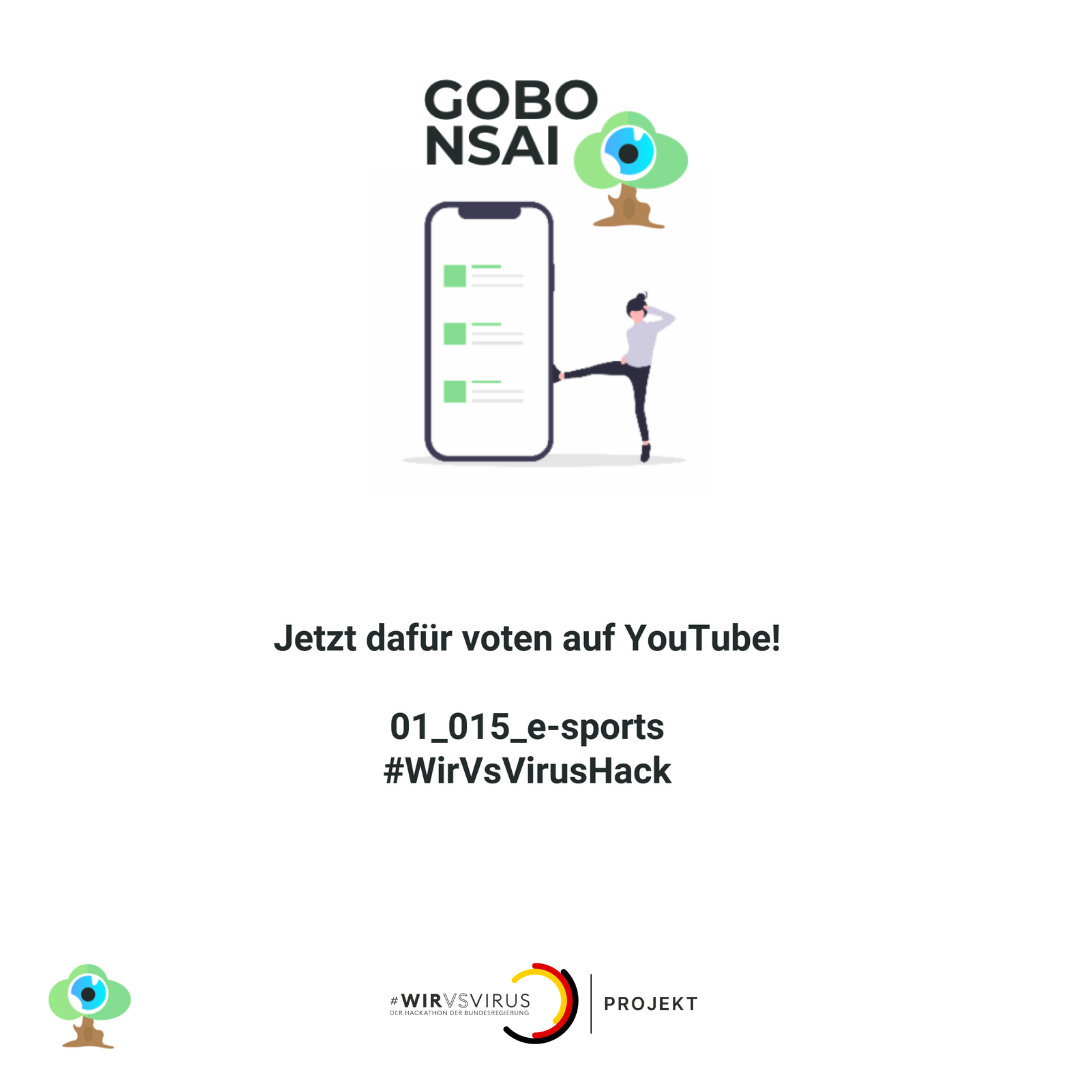 GOBO
NSAI
Jetzt dafür voten auf YouTube!
01_015_e-sports
#WirVsVirusHack
#WIRVSVIRUS
DER HACKATHON DER BUNDESREGIERUNG
PROJEKT